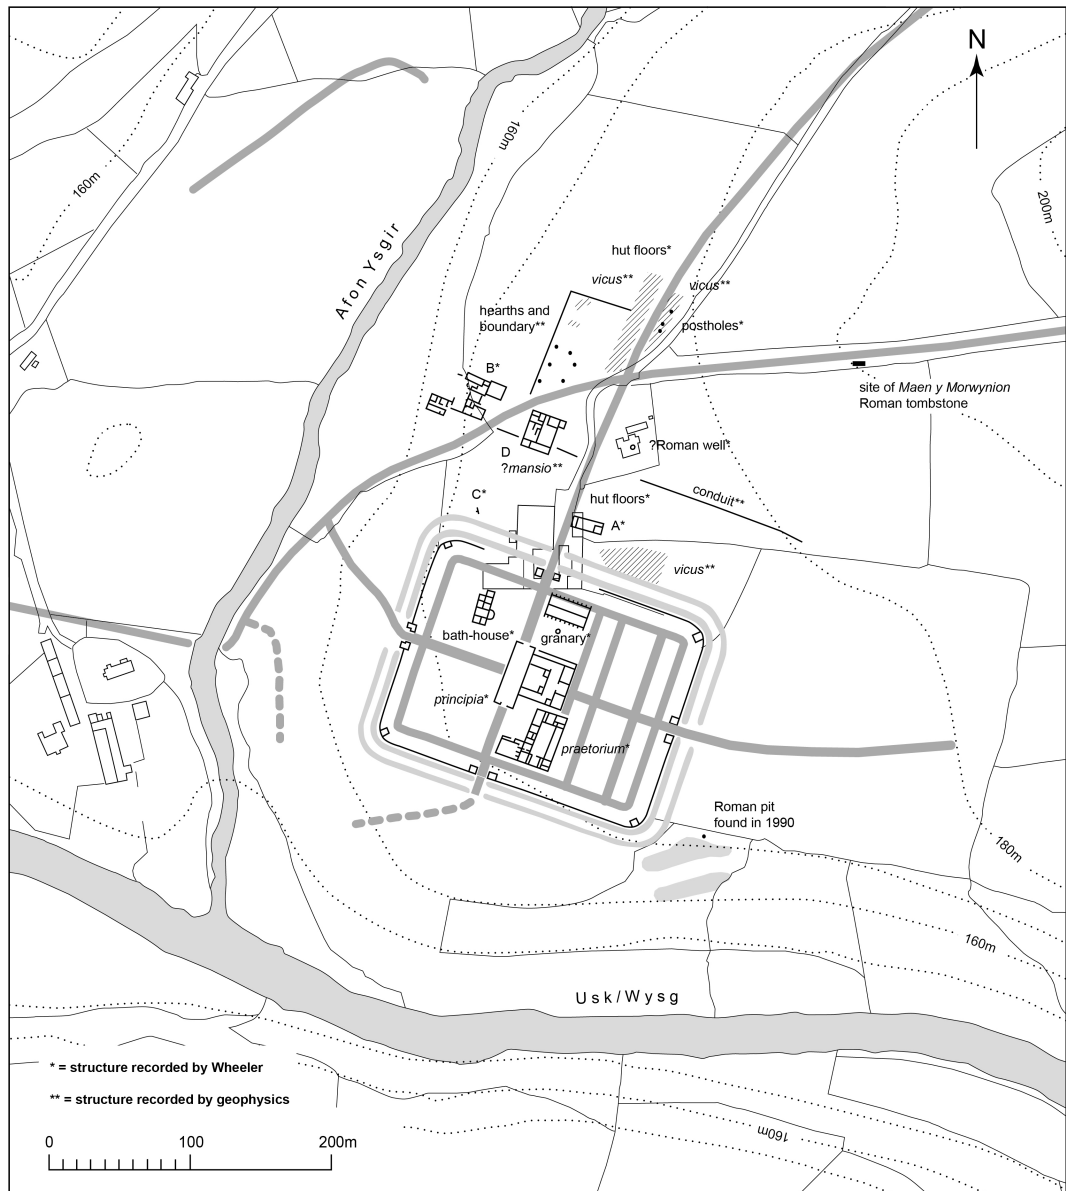 N
160m
160m
200m
Afon Ysgir
hut floors*
vicus**
vicus**
hearths and
boundary**
postholes*
B*
site of Maen y Morwynion
Roman tombstone
D
?mansio**
?Roman well*
C*
hut floors*
conduit**
A*
vicus**
bath-house*
granary*
principia*
praetorium*
Roman pit
found in 1990
180m
160m
Usk/Wysg
* = structure recorded by Wheeler
** = structure recorded by geophysics
160m
0 100 200m